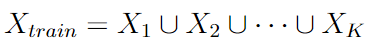 X_{train} = X_1 ∪ X_2 ∪ ⋯ ∪ X_K